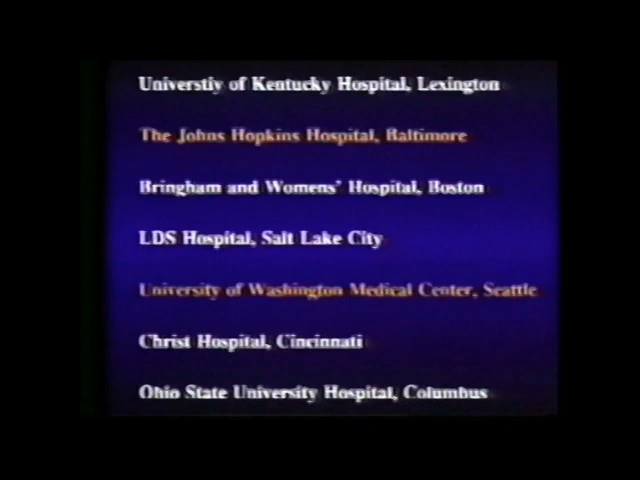 Universtiy of Kentucky Hospital, Lexington
The Johns Hopkins Hospital, Baltimore
Bringham and Womens' Hospital, Boston
LDS Hospital, Salt Lake City
University of Washington Medical Center, Seattle
Christ Hospital, Cincinnati
Ohio State University Hospital, Columbus